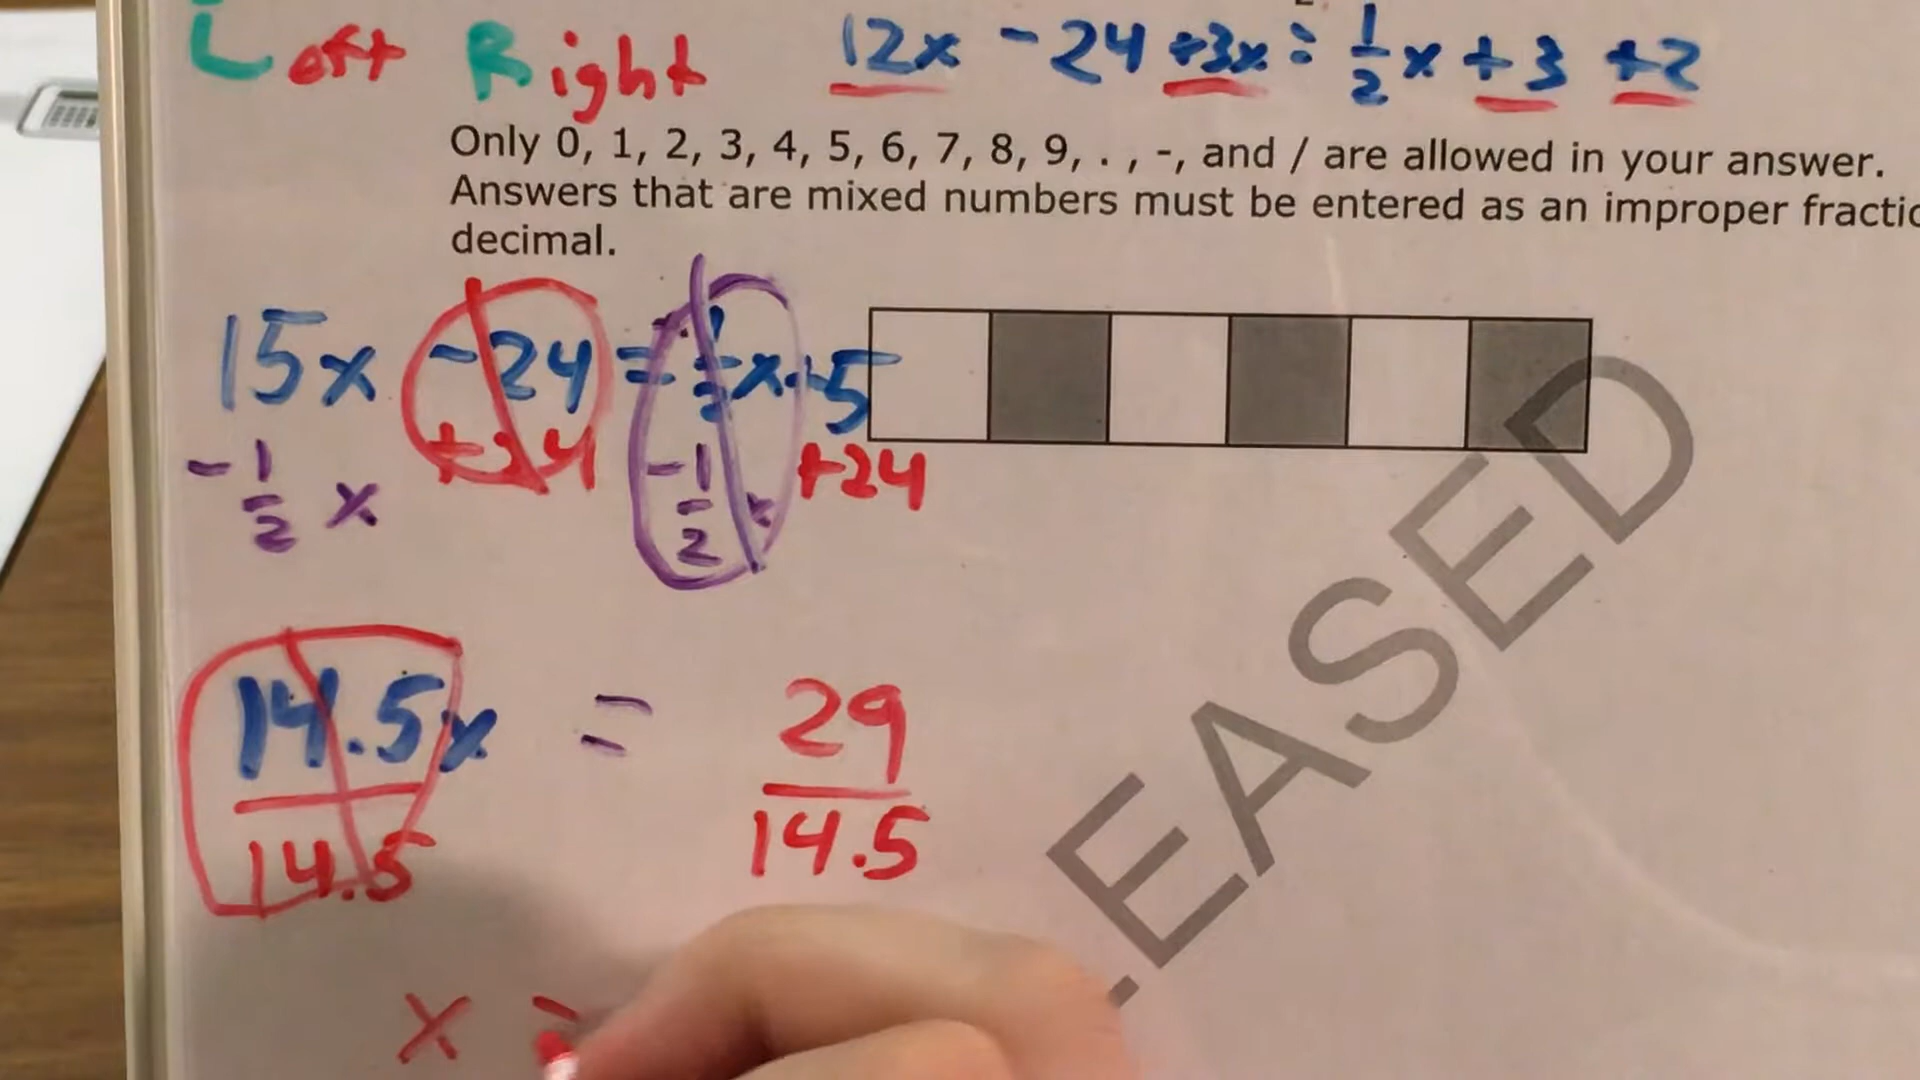 Left Right
12x - 24 + 3x = 1/2 x + 3 + 2
Only 0, 1, 2, 3, 4, 5, 6, 7, 8, 9, . , -, and / are allowed in your answer.
Answers that are mixed numbers must be entered as an improper
decimal.
15x - 24 = 1/2 x + 5
- 1/2 x + 24 - 1/2 x + 24
14.5x / 14.5 = 29 / 14.5
x =
EASED